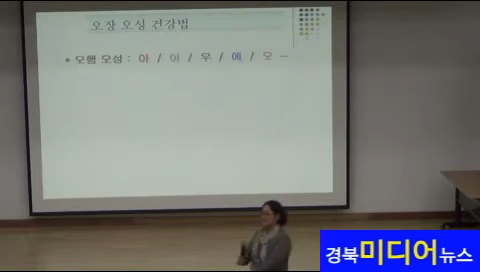 오장 오성 건강법
• 오행 오성 : 아 / 이 / 우 / 에 / 오 –
경북미디어뉴스